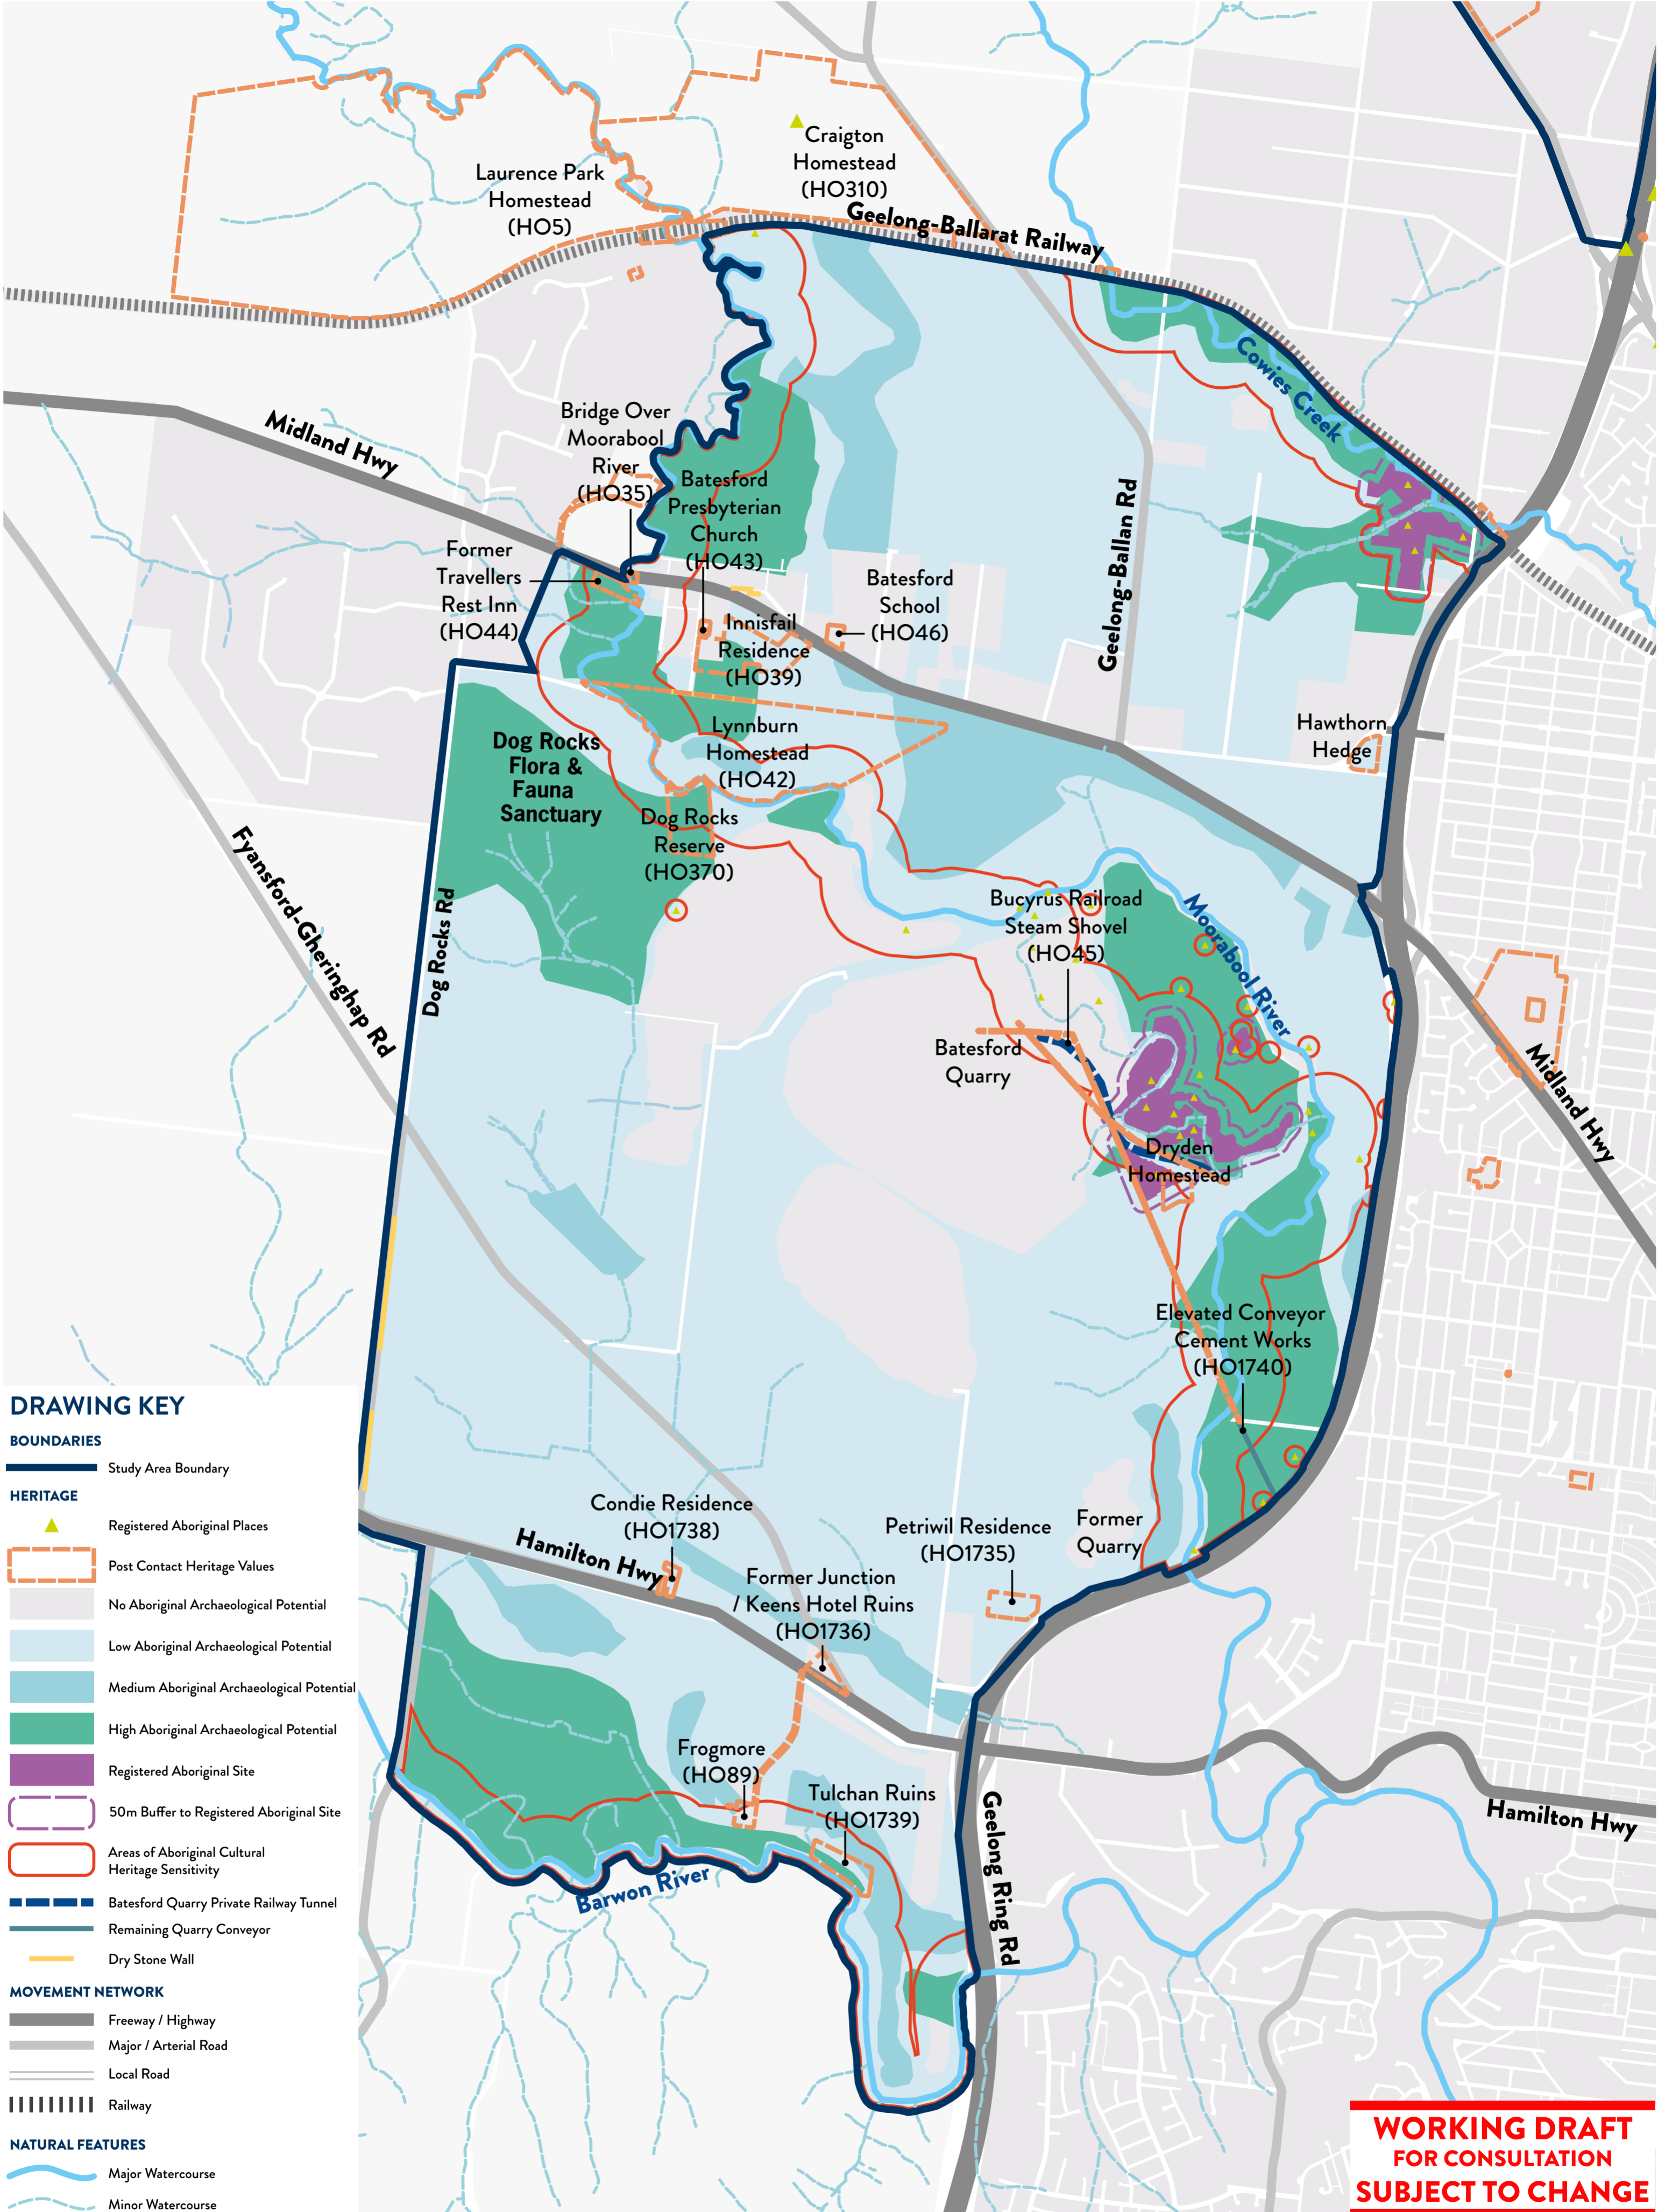 Craigton
Homestead
(HO310)
Laurence Park
Homestead
(HO5)
Geelong-Ballarat Railway
Cowies Creek
Midland Hwy
Bridge Over
Moorabool
River
(HO35)
Batesford
Presbyterian
Church
(HO43)
Former
Travellers
Rest Inn
(HO44)
Batesford
School
(HO46)
Innisfail
Residence
(HO39)
Geelong-Ballan Rd
Hawthorn
Hedge
Lynnburn
Homestead
(HO42)
Dog Rocks
Flora &
Fauna
Sanctuary
Dog Rocks
Reserve
(HO370)
Fyansford-Gheringhap Rd
Dog Rocks Rd
Bucyrus Railroad
Steam Shovel
(HO45)
Moorabool River
Batesford
Quarry
Midland Hwy
Dryden
Homestead
Elevated Conveyor
Cement Works
(HO1740)
Condie Residence
(HO1738)
Hamilton Hwy
Petriwil Residence
(HO1735)
Former
Quarry
Former Junction
/ Keens Hotel Ruins
(HO1736)
Frogmore
(HO89)
Tulchan Ruins
(HO1739)
Barwon River
Geelong Ring Rd
Hamilton Hwy
DRAWING KEY
BOUNDARIES
Study Area Boundary
HERITAGE
Registered Aboriginal Places
Post Contact Heritage Values
No Aboriginal Archaeological Potential
Low Aboriginal Archaeological Potential
Medium Aboriginal Archaeological Potential
High Aboriginal Archaeological Potential
Registered Aboriginal Site
50m Buffer to Registered Aboriginal Site
Areas of Aboriginal Cultural
Heritage Sensitivity
Batesford Quarry Private Railway Tunnel
Remaining Quarry Conveyor
Dry Stone Wall
MOVEMENT NETWORK
Freeway / Highway
Major / Arterial Road
Local Road
Railway
NATURAL FEATURES
Major Watercourse
Minor Watercourse
WORKING DRAFT
FOR CONSULTATION
SUBJECT TO CHANGE